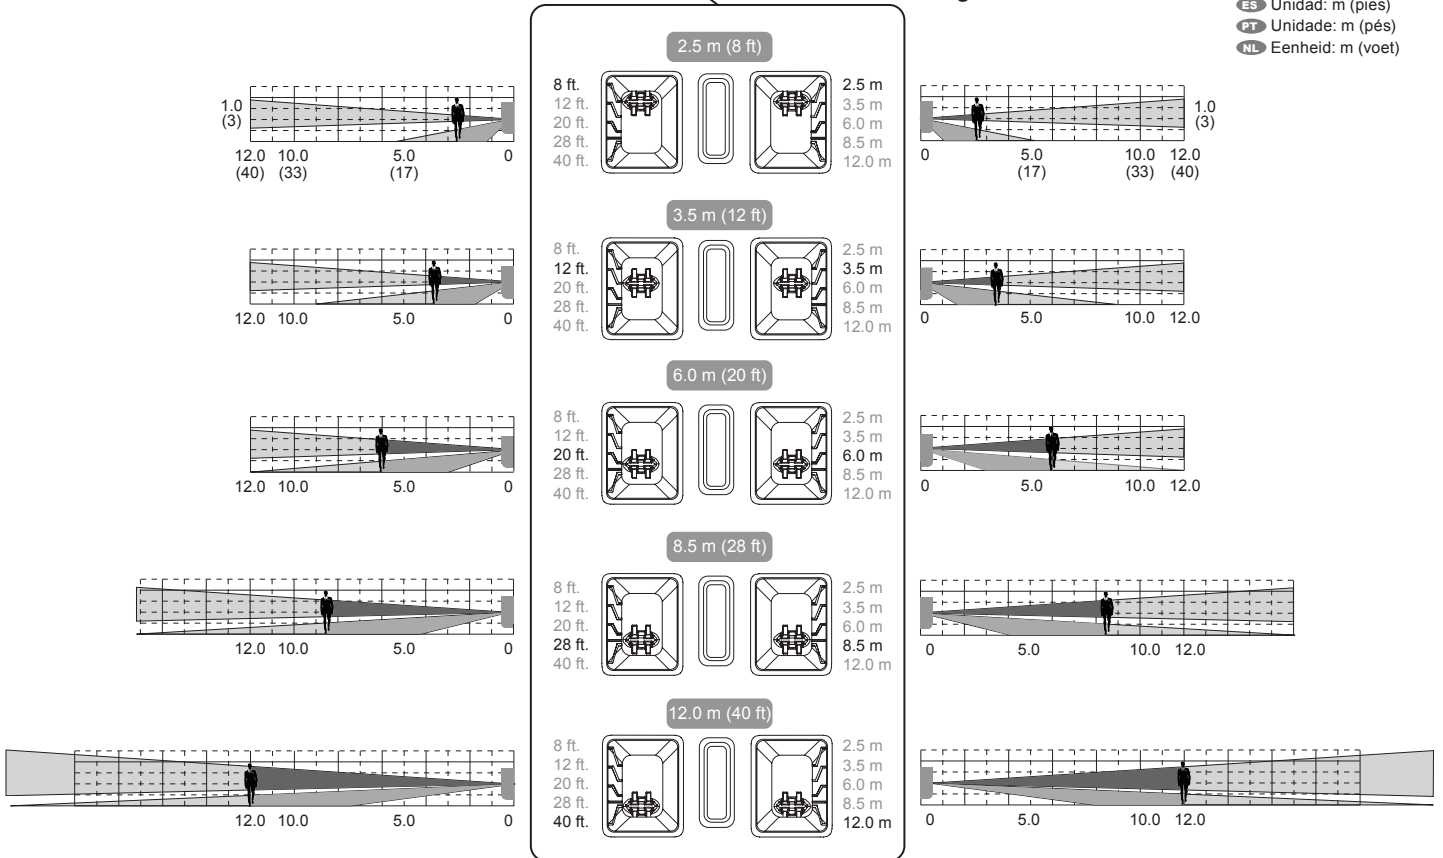 ES Unidad: m (pies)
PT Unidade: m (pés)
NL Eenheid: m (voet)
2.5 m (8 ft)
1.0
(3)
12.0 10.0 5.0 0
(40) (33) (17)
8 ft.
12 ft.
20 ft.
28 ft.
40 ft.
2.5 m
3.5 m
6.0 m
8.5 m
12.0 m
1.0
(3)
0 5.0 10.0 12.0
(17) (33) (40)
3.5 m (12 ft)
12.0 10.0 5.0 0
8 ft.
12 ft.
20 ft.
28 ft.
40 ft.
2.5 m
3.5 m
6.0 m
8.5 m
12.0 m
0 5.0 10.0 12.0
6.0 m (20 ft)
12.0 10.0 5.0 0
8 ft.
12 ft.
20 ft.
28 ft.
40 ft.
2.5 m
3.5 m
6.0 m
8.5 m
12.0 m
0 5.0 10.0 12.0
8.5 m (28 ft)
12.0 10.0 5.0 0
8 ft.
12 ft.
20 ft.
28 ft.
40 ft.
2.5 m
3.5 m
6.0 m
8.5 m
12.0 m
0 5.0 10.0 12.0
12.0 m (40 ft)
12.0 10.0 5.0 0
8 ft.
12 ft.
20 ft.
28 ft.
40 ft.
2.5 m
3.5 m
6.0 m
8.5 m
12.0 m
0 5.0 10.0 12.0